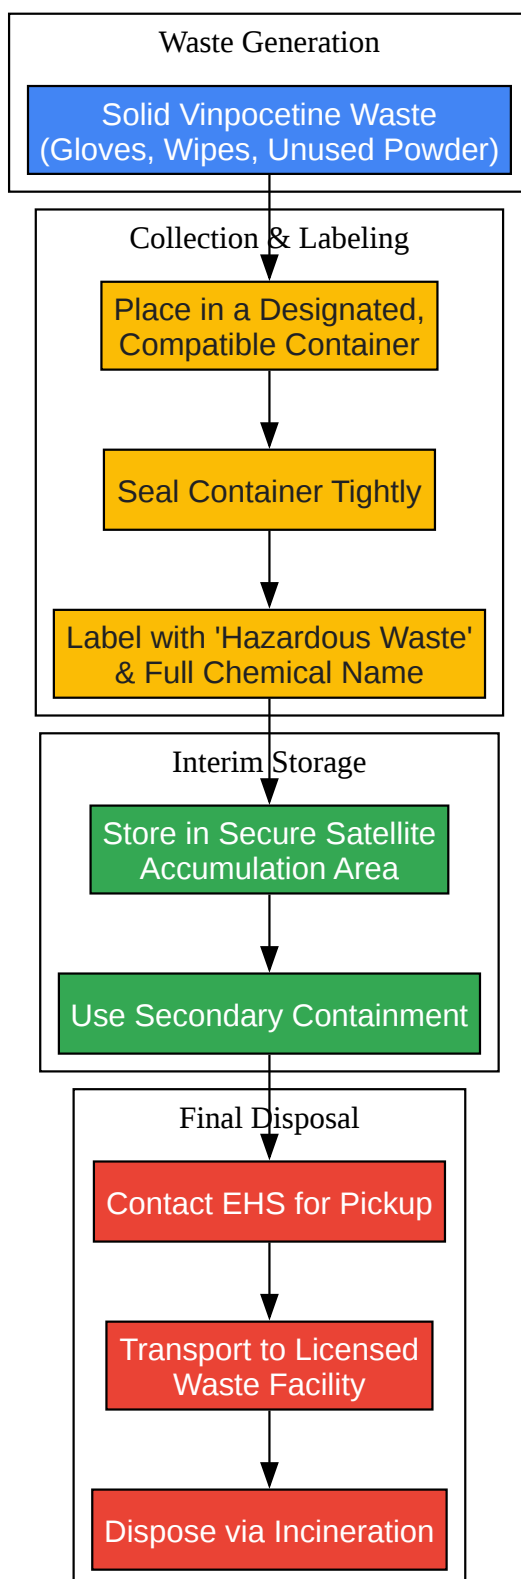 Waste Generation
Solid Vinpocetine Waste
(Gloves, Wipes, Unused Powder)
Collection & Labeling
Place in a Designated,
Compatible Container
Seal Container Tightly
Label with 'Hazardous Waste'
& Full Chemical Name
Interim Storage
Store in Secure Satellite
Accumulation Area
Use Secondary Containment
Final Disposal
Contact EHS for Pickup
Transport to Licensed
Waste Facility
Dispose via Incineration